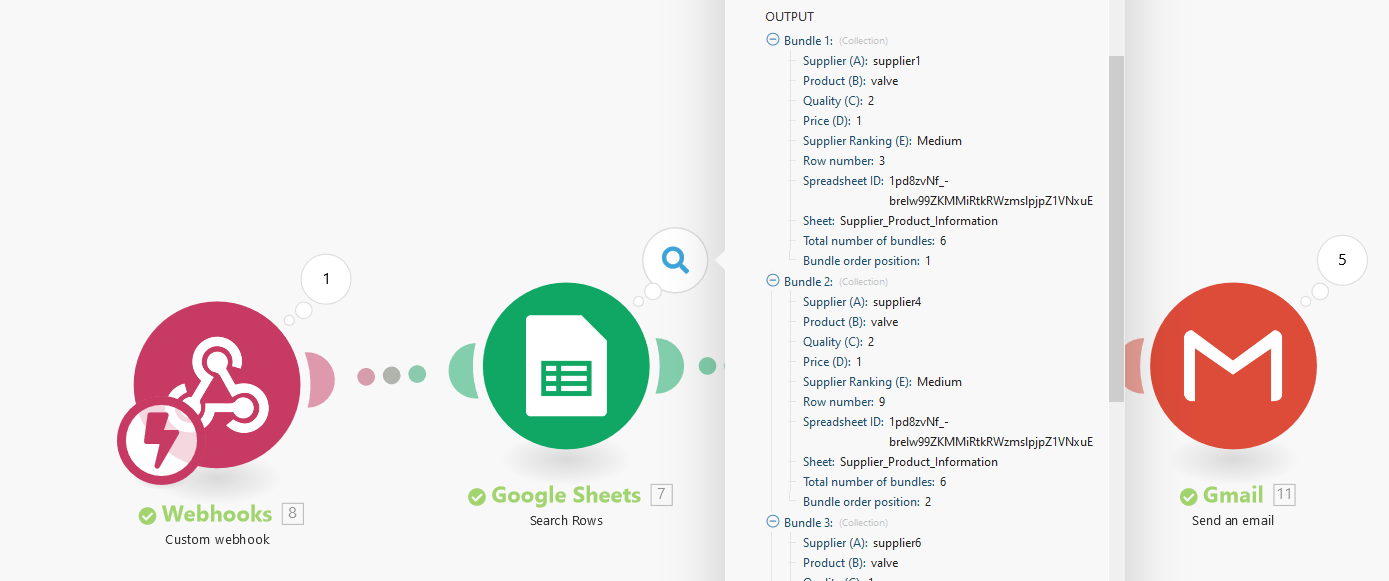 OUTPUT
Bundle 1: (Collection)
Supplier (A): supplier1
Product (B): valve
Quality (C): 2
Price (D): 1
Supplier Ranking (E): Medium
Row number: 3
Spreadsheet ID: 1pd8zvNf_-
brelw99ZKMMiRtkRWzmslpjpZ1VNxuE
Sheet: Supplier_Product_Information
Total number of bundles: 6
Bundle order position: 1
Bundle 2: (Collection)
Supplier (A): supplier4
Product (B): valve
Quality (C): 2
Price (D): 1
Supplier Ranking (E): Medium
Row number: 9
Spreadsheet ID: 1pd8zvNf_-
brelw99ZKMMiRtkRWzmslpjpZ1VNxuE
Sheet: Supplier_Product_Information
Total number of bundles: 6
Bundle order position: 2
Bundle 3: (Collection)
Supplier (A): supplier6
Product (B): valve
Quality (C): 1
1
Webhooks 8
Custom webhook
Google Sheets 7
Search Rows
5
Gmail 11
Send an email